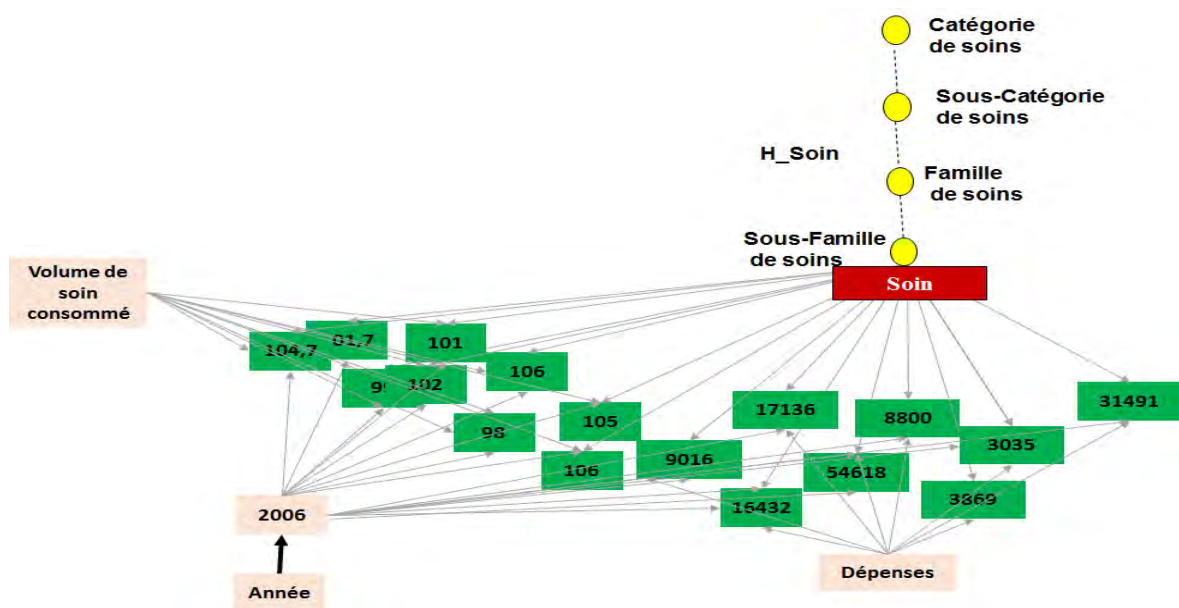 Catégorie
de soins
Sous-Catégorie
de soins
H_Soin
Famille
de soins
Sous-Famille
de soins
Soin
Volume de
soin
consommé
104,7
81,7
101
102
106
98
105
106
9016
17136
8800
3035
31491
54618
16432
3869
2006
Année
Dépenses